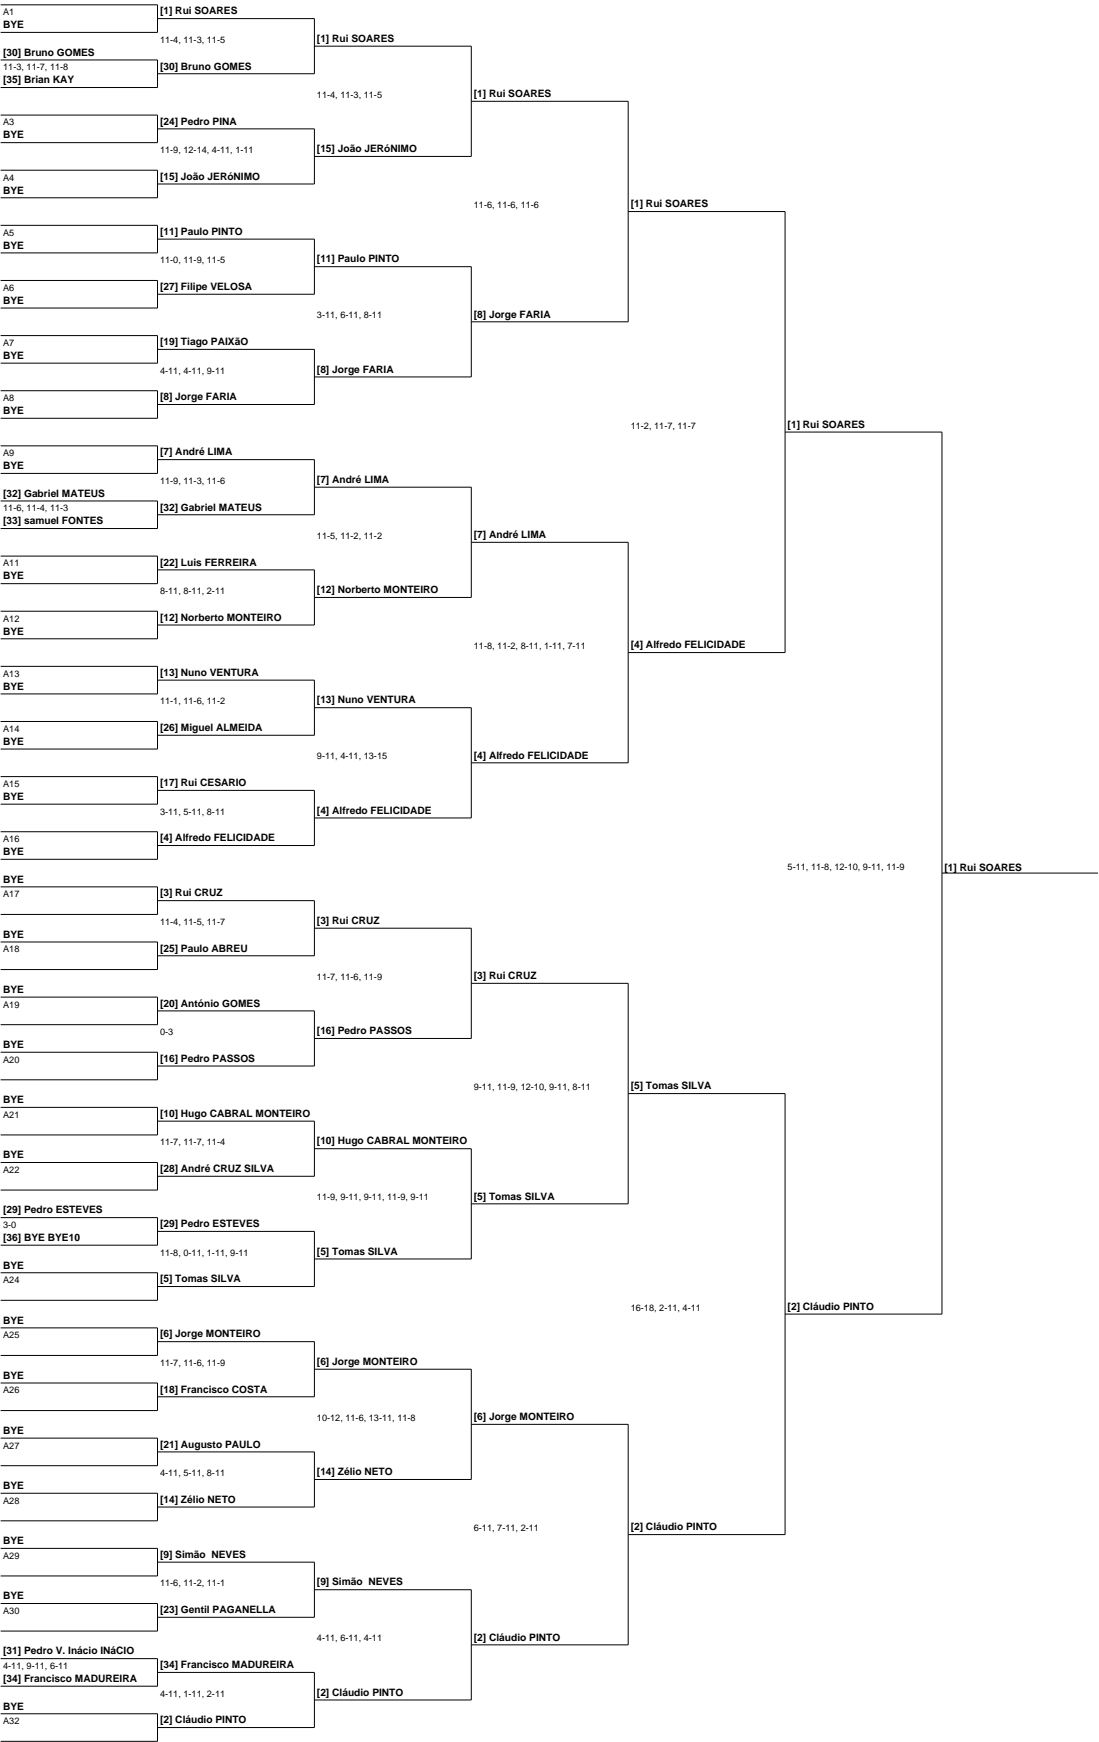 A1
BYE
[1] Rui SOARES
11-4, 11-3, 11-5
[1] Rui SOARES
[30] Bruno GOMES
11-3, 11-7, 11-8
[35] Brian KAY
[30] Bruno GOMES
11-4, 11-3, 11-5
[1] Rui SOARES
A3
BYE
[24] Pedro PINA
11-9, 12-14, 4-11, 1-11
[15] João JERóNIMO
A4
BYE
[15] João JERóNIMO
11-6, 11-6, 11-6
[1] Rui SOARES
A5
BYE
[11] Paulo PINTO
11-0, 11-9, 11-5
[11] Paulo PINTO
A6
BYE
[27] Filipe VELOSA
3-11, 6-11, 8-11
[8] Jorge FARIA
A7
BYE
[19] Tiago PAIXãO
4-11, 4-11, 9-11
[8] Jorge FARIA
A8
BYE
[8] Jorge FARIA
11-2, 11-7, 11-7
[1] Rui SOARES
A9
BYE
[7] André LIMA
11-9, 11-3, 11-6
[7] André LIMA
[32] Gabriel MATEUS
11-6, 11-4, 11-3
[33] samuel FONTES
[32] Gabriel MATEUS
11-5, 11-2, 11-2
[7] André LIMA
A11
BYE
[22] Luis FERREIRA
8-11, 8-11, 2-11
[12] Norberto MONTEIRO
A12
BYE
[12] Norberto MONTEIRO
11-8, 11-2, 8-11, 1-11, 7-11
[4] Alfredo FELICIDADE
A13
BYE
[13] Nuno VENTURA
11-1, 11-6, 11-2
[13] Nuno VENTURA
A14
BYE
[26] Miguel ALMEIDA
9-11, 4-11, 13-15
[4] Alfredo FELICIDADE
A15
BYE
[17] Rui CESARIO
3-11, 5-11, 8-11
[4] Alfredo FELICIDADE
A16
BYE
[4] Alfredo FELICIDADE
5-11, 11-8, 12-10, 9-11, 11-9
[1] Rui SOARES
BYE
A17
[3] Rui CRUZ
11-4, 11-5, 11-7
[3] Rui CRUZ
BYE
A18
[25] Paulo ABREU
11-7, 11-6, 11-9
[3] Rui CRUZ
BYE
A19
[20] António GOMES
0-3
[16] Pedro PASSOS
BYE
A20
[16] Pedro PASSOS
9-11, 11-9, 12-10, 9-11, 8-11
[5] Tomas SILVA
BYE
A21
[10] Hugo CABRAL MONTEIRO
11-7, 11-7, 11-4
[10] Hugo CABRAL MONTEIRO
BYE
A22
[28] André CRUZ SILVA
11-9, 9-11, 9-11, 11-9, 9-11
[5] Tomas SILVA
[29] Pedro ESTEVES
3-0
[36] BYE BYE10
[29] Pedro ESTEVES
11-8, 0-11, 1-11, 9-11
[5] Tomas SILVA
BYE
A24
[5] Tomas SILVA
16-18, 2-11, 4-11
[2] Cláudio PINTO
BYE
A25
[6] Jorge MONTEIRO
11-7, 11-6, 11-9
[6] Jorge MONTEIRO
BYE
A26
[18] Francisco COSTA
10-12, 11-6, 13-11, 11-8
[6] Jorge MONTEIRO
BYE
A27
[21] Augusto PAULO
4-11, 5-11, 8-11
[14] Zélio NETO
BYE
A28
[14] Zélio NETO
6-11, 7-11, 2-11
[2] Cláudio PINTO
BYE
A29
[9] Simão  NEVES
11-6, 11-2, 11-1
[9] Simão  NEVES
BYE
A30
[23] Gentil PAGANELLA
4-11, 6-11, 4-11
[2] Cláudio PINTO
[31] Pedro V. Inácio INáCIO
4-11, 9-11, 6-11
[34] Francisco MADUREIRA
[34] Francisco MADUREIRA
4-11, 1-11, 2-11
[2] Cláudio PINTO
BYE
A32
[2] Cláudio PINTO